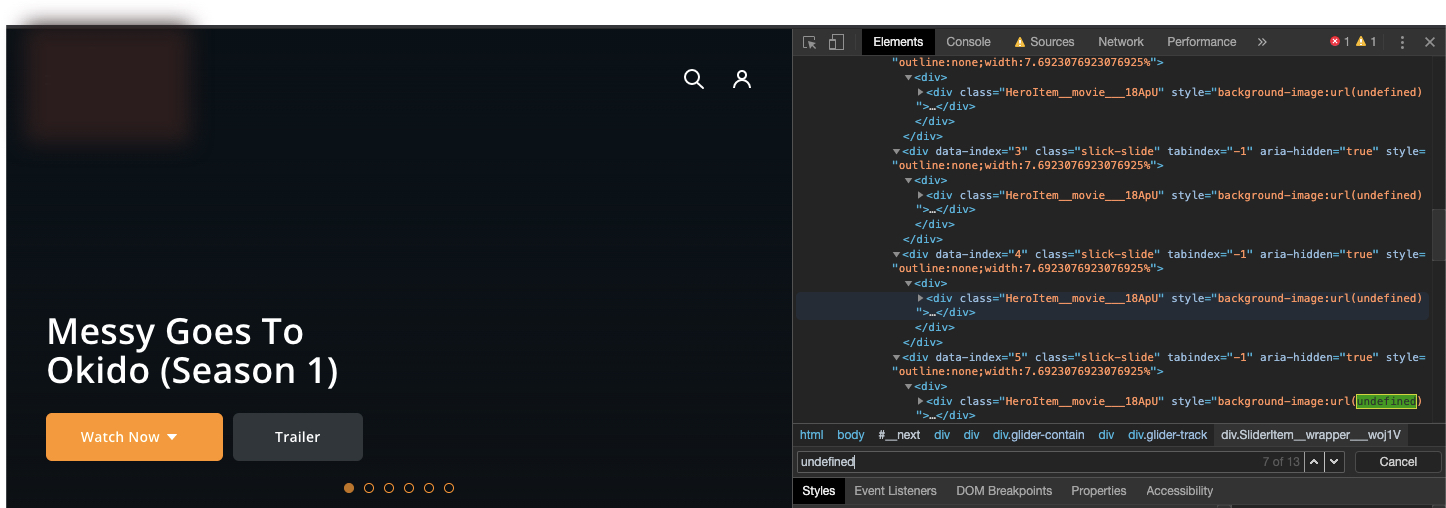 Elements Console Sources Network Performance » 1 1
"outline:none;width:7.6923076923076925%">
<div>
<div class="HeroItem__movie___18ApU" style="background-image:url(undefined)
">…</div>
</div>
</div>
<div data-index="3" class="slick-slide" tabindex="-1" aria-hidden="true" style=
"outline:none;width:7.6923076923076925%">
<div>
<div class="HeroItem__movie___18ApU" style="background-image:url(undefined)
">…</div>
</div>
</div>
<div data-index="4" class="slick-slide" tabindex="-1" aria-hidden="true" style=
"outline:none;width:7.6923076923076925%">
<div>
<div class="HeroItem__movie___18ApU" style="background-image:url(undefined)
">…</div>
</div>
</div>
<div data-index="5" class="slick-slide" tabindex="-1" aria-hidden="true" style=
"outline:none;width:7.6923076923076925%">
<div>
<div class="HeroItem__movie___18ApU" style="background-image:url(undefined)
">…</div>
html body #__next div div div.glider-contain div div.glider-track div.SliderItem__wrapper___woj1V
undefined 7 of 13 Cancel
Styles Event Listeners DOM Breakpoints Properties Accessibility
Messy Goes To
Okido (Season 1)
Watch Now Trailer